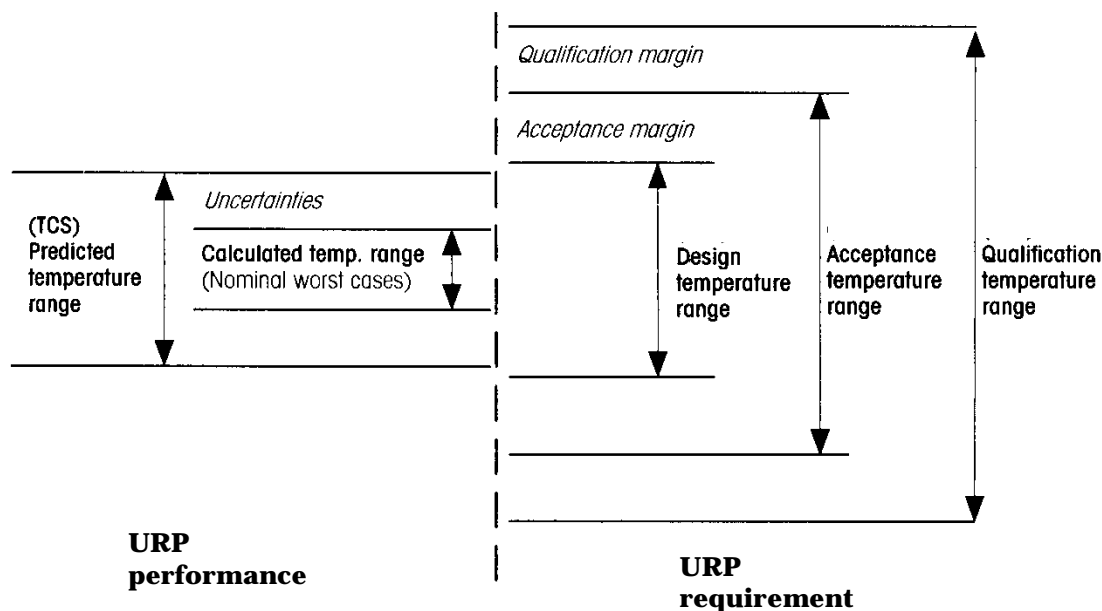 Qualification margin
Acceptance margin
Uncertainties
(TCS)
Predicted
temperature
range
Calculated temp. range
(Nominal worst cases)
Design
temperature
range
Acceptance
temperature
range
Qualification
temperature
range
URP
performance
URP
requirement